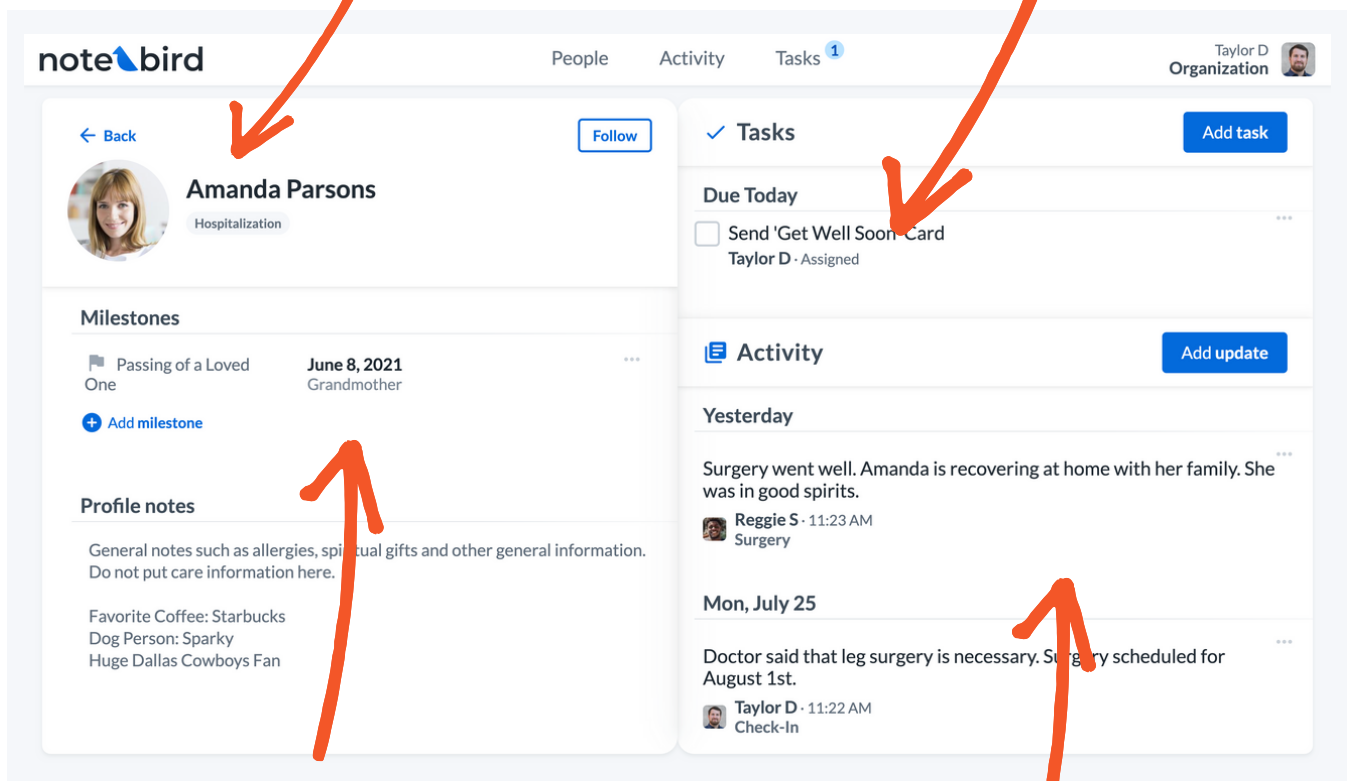 notebird
People Activity Tasks 1
Taylor D
Organization
Back
Follow
Amanda Parsons
Hospitalization
Milestones
Passing of a Loved
One
June 8, 2021
Grandmother
Add milestone
Profile notes
General notes such as allergies, spiritual gifts and other general information.
Do not put care information here.
Favorite Coffee: Starbucks
Dog Person: Sparky
Huge Dallas Cowboys Fan
Tasks
Add task
Due Today
Send 'Get Well Soon' Card
Taylor D · Assigned
Activity
Add update
Yesterday
Surgery went well. Amanda is recovering at home with her family. She
was in good spirits.
Reggie S · 11:23 AM
Surgery
Mon, July 25
Doctor said that leg surgery is necessary. Surgery scheduled for
August 1st.
Taylor D · 11:22 AM
Check-In